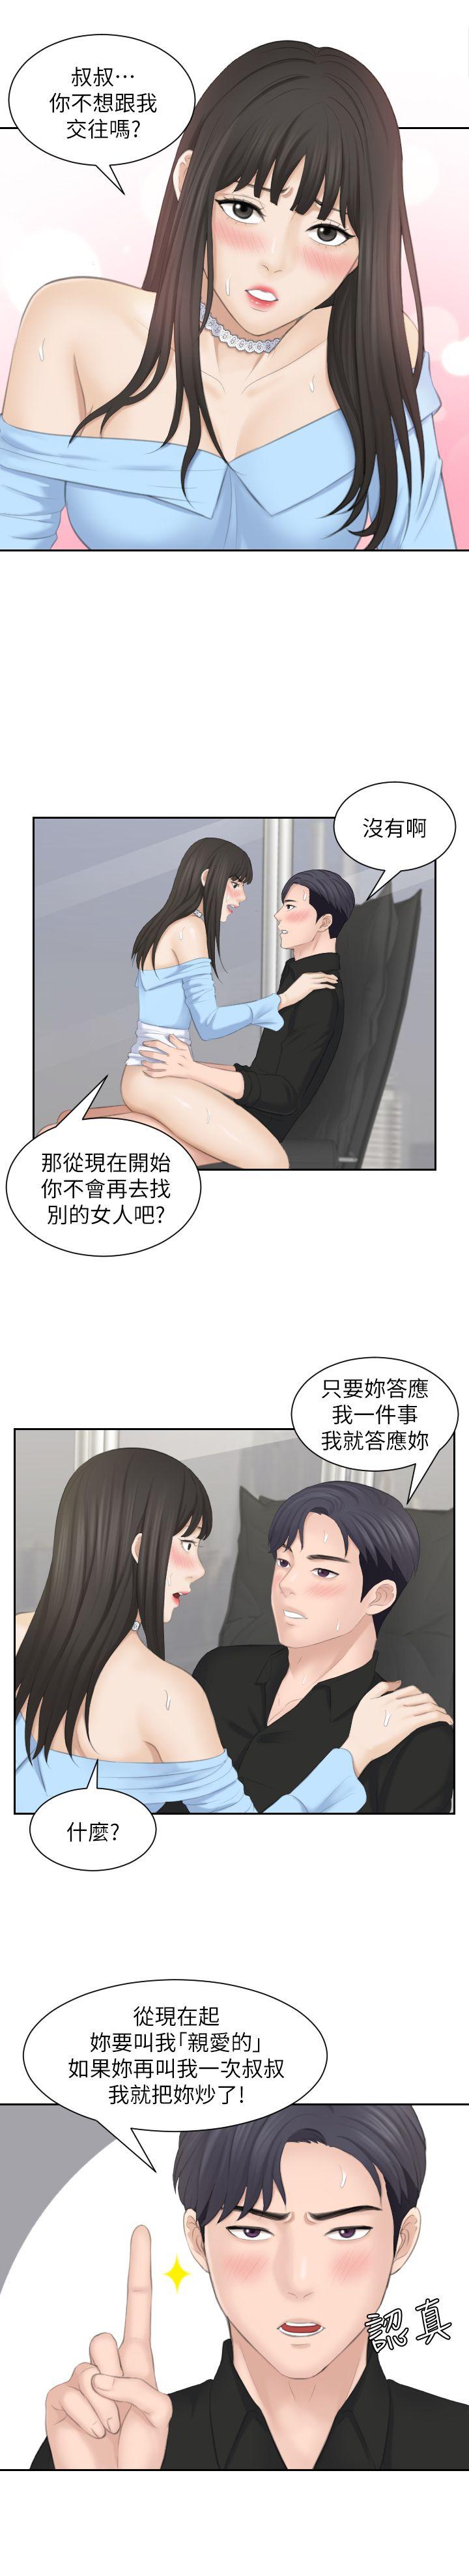 叔叔…
你不想跟我
交往嗎?
沒有啊
那從現在開始
你不會再去找
別的女人吧?
只要妳答應
我一件事
我就答應妳
什麼?
從現在起
妳要叫我「親愛的」
如果妳再叫我一次叔叔
我就把妳炒了!
認真